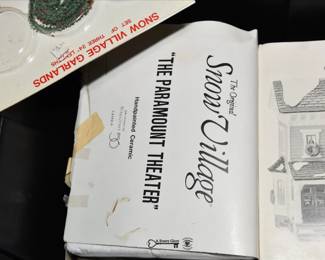 SNOW VILLAGE GARLANDS
SET OF THREE 24" LENGTHS
The Original
Snow Village
"THE PARAMOUNT THEATER"
Handpainted Ceramic